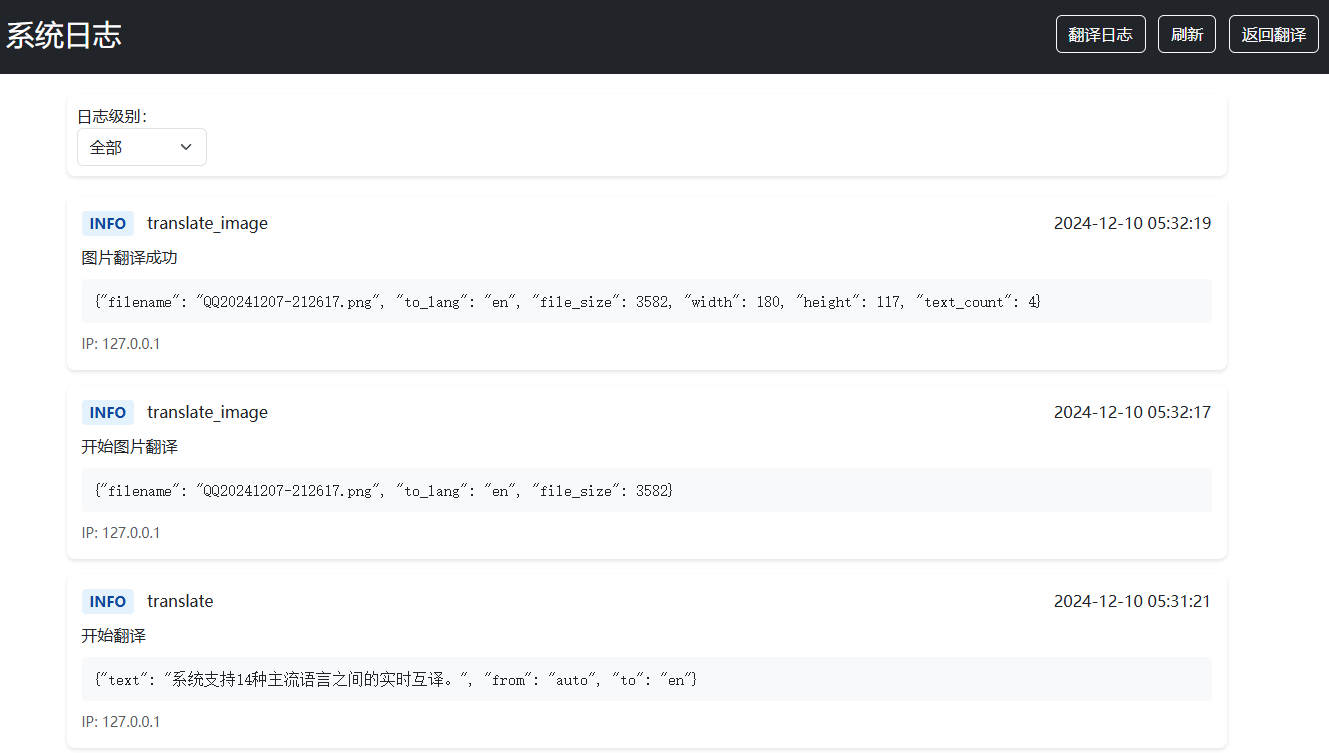 系统日志
翻译日志 刷新 返回翻译
日志级别：
全部
INFO translate_image 2024-12-10 05:32:19
图片翻译成功
{"filename": "QQ20241207-212617.png", "to_lang": "en", "file_size": 3582, "width": 180, "height": 117, "text_count": 4}
IP: 127.0.0.1
INFO translate_image 2024-12-10 05:32:17
开始图片翻译
{"filename": "QQ20241207-212617.png", "to_lang": "en", "file_size": 3582}
IP: 127.0.0.1
INFO translate 2024-12-10 05:31:21
开始翻译
{"text": "系统支持14种主流语言之间的实时互译。", "from": "auto", "to": "en"}
IP: 127.0.0.1